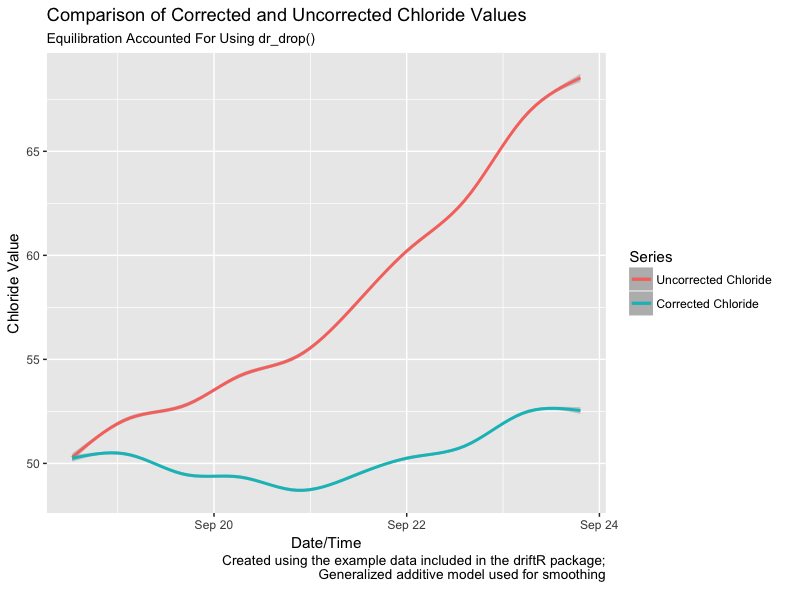 Comparison of Corrected and Uncorrected Chloride Values
Equilibration Accounted For Using dr_drop()
Chloride Value
65
60
55
50
Sep 20
Sep 22
Sep 24
Date/Time
Series
Uncorrected Chloride
Corrected Chloride
Created using the example data included in the driftR package;
Generalized additive model used for smoothing